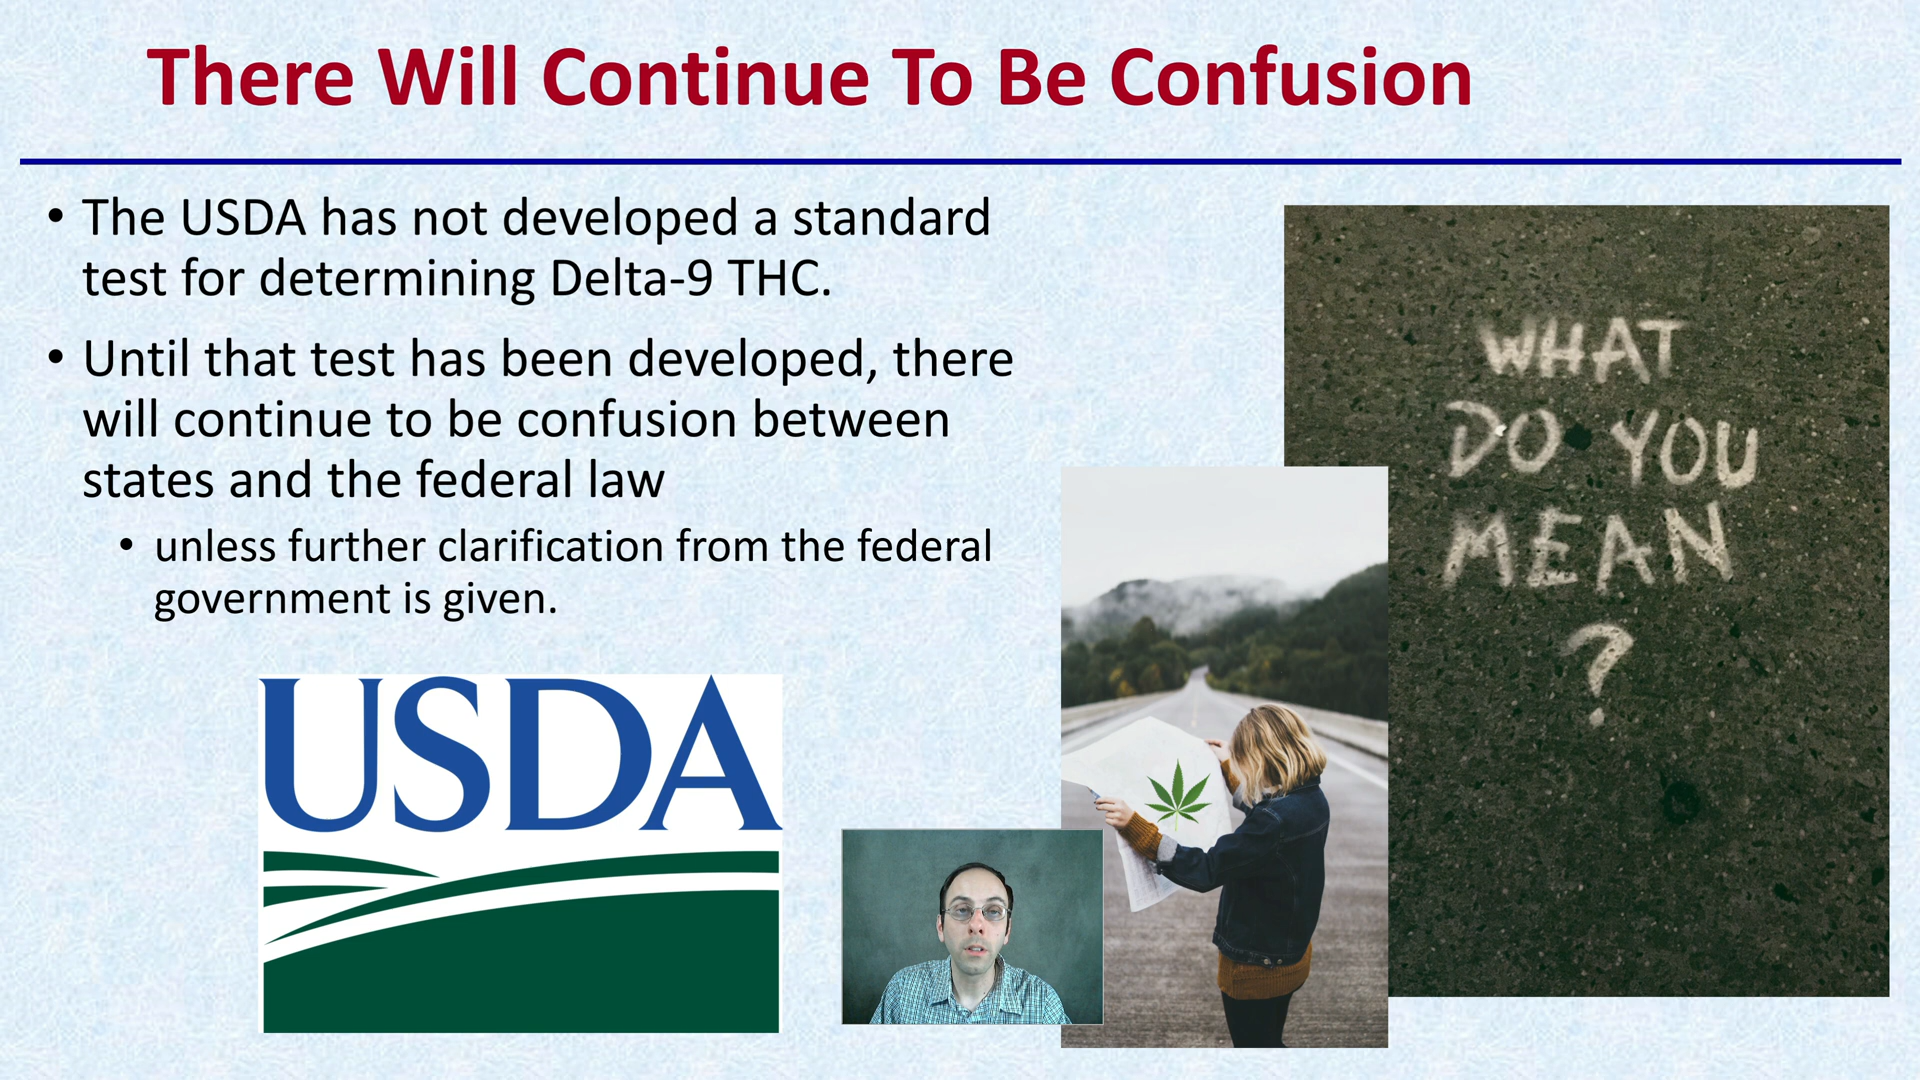 There Will Continue To Be Confusion
• The USDA has not developed a standard
test for determining Delta-9 THC.
• Until that test has been developed, there
will continue to be confusion between
states and the federal law
• unless further clarification from the federal
government is given.
USDA
WHAT
DO YOU
MEAN
?